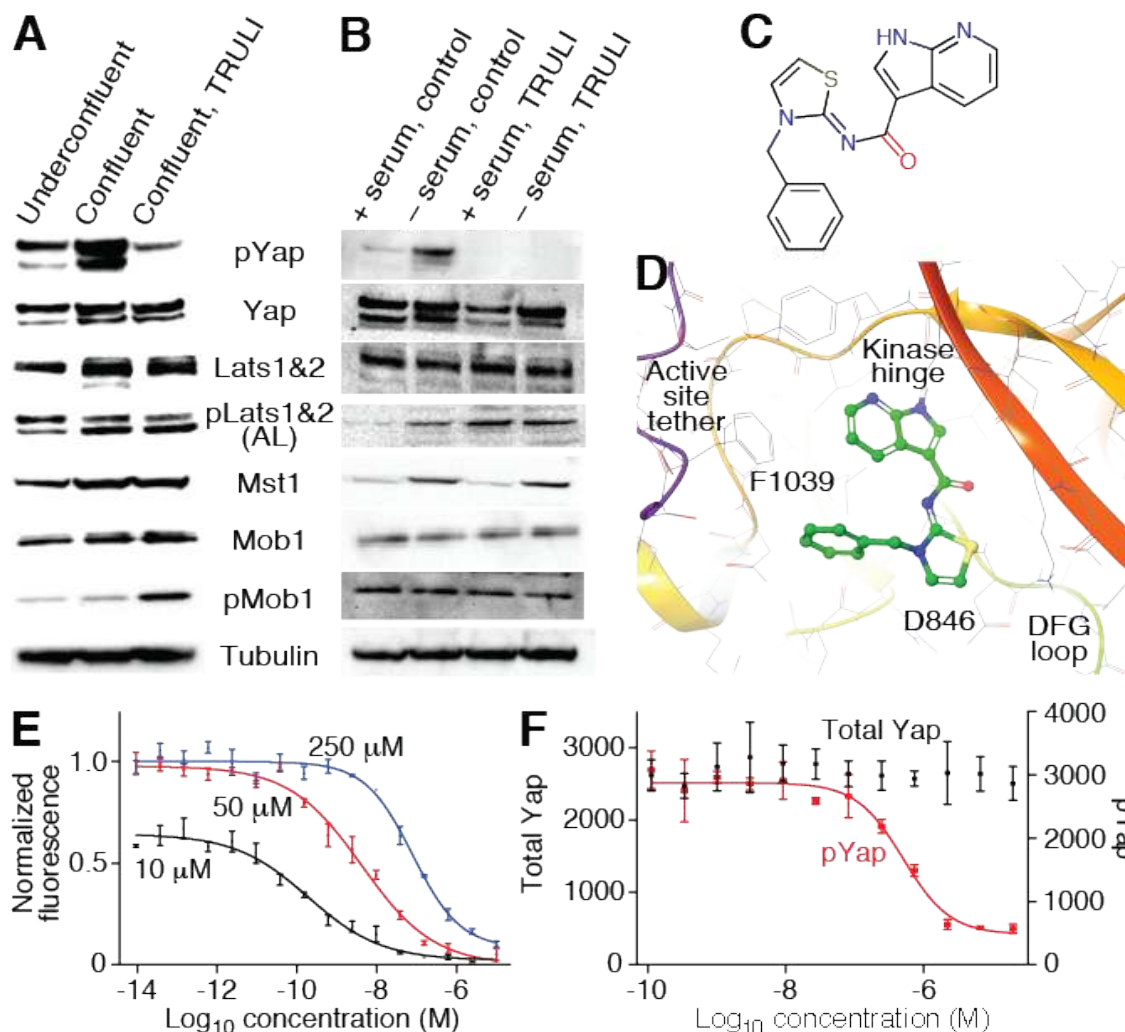 A
Underconfluent
Confluent
Confluent, TRULI
pYap
Yap
Lats1&2
pLats1&2
(AL)
Mst1
Mob1
pMob1
Tubulin
B
+ serum, control
– serum, control
+ serum, TRULI
– serum, TRULI
C
HN
N
S
N
N
O
D
Kinase
hinge
Active
site
tether
F1039
D846
DFG
loop
E
Normalized
fluorescence
1.0
0.5
0
250 µM
50 µM
10 µM
-14
-12
-10
-8
-6
Log10 concentration (M)
F
Total Yap
3000
2000
1000
0
Total Yap
pYap
4000
3000
2000
1000
0
pYap
-10
-8
-6
Log10 concentration (M)